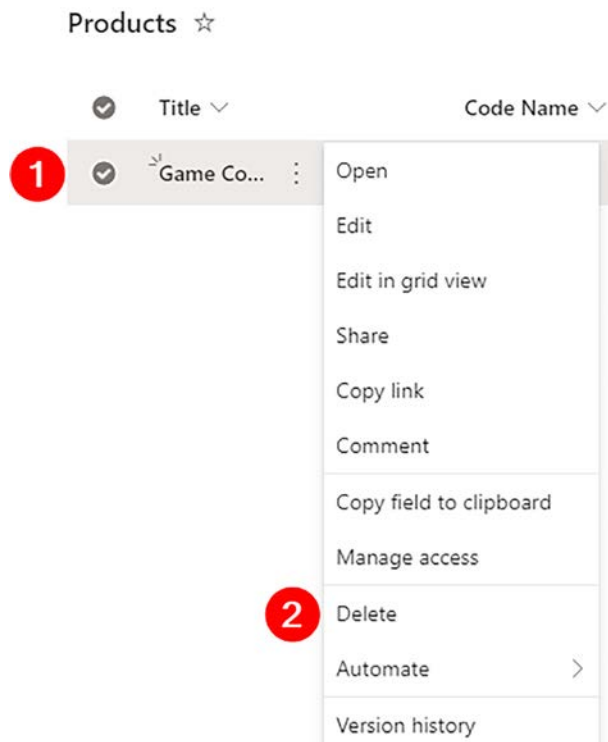 Products
Title Code Name
1 Game Co...
Open
Edit
Edit in grid view
Share
Copy link
Comment
Copy field to clipboard
Manage access
2 Delete
Automate
Version history